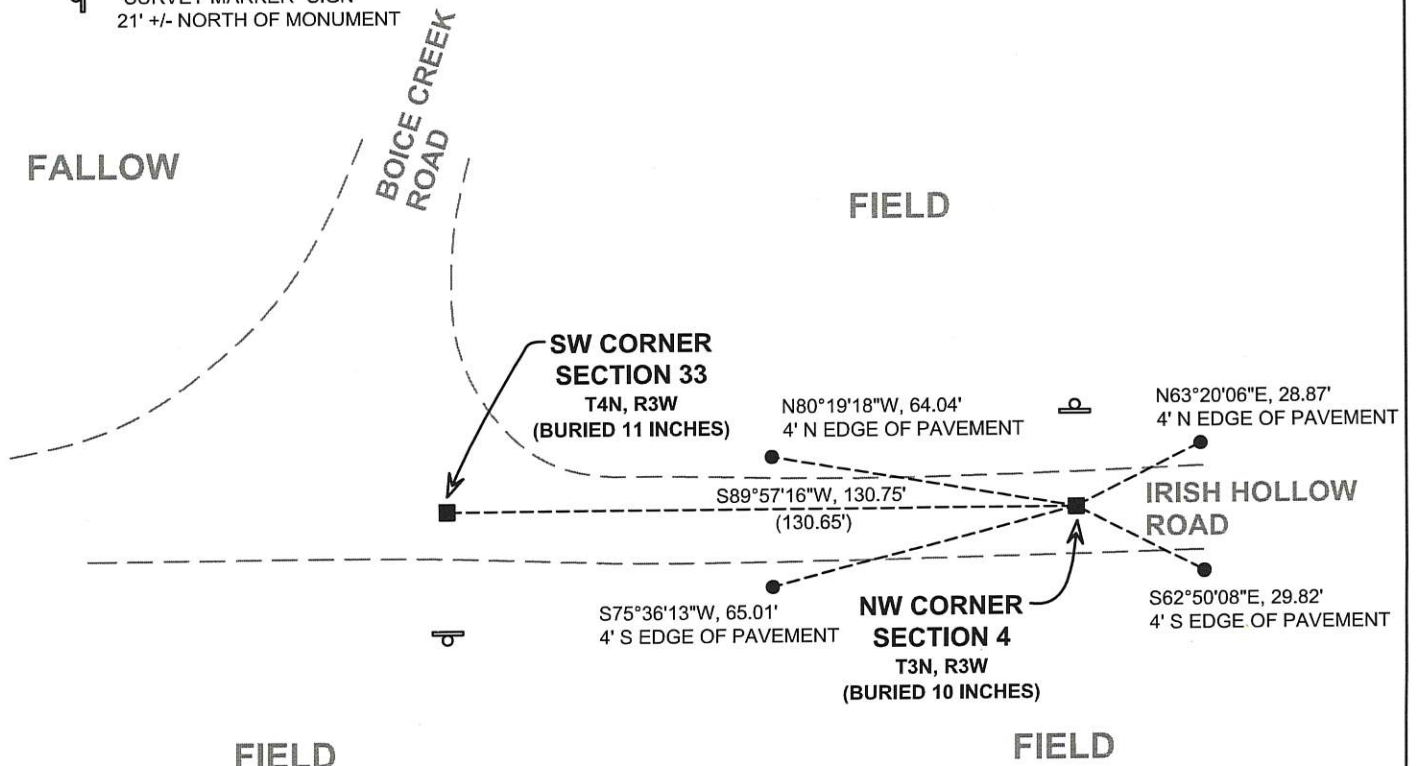 21' +/- NORTH OF MONUMENT
BOICE CREEK
ROAD
FALLOW
FIELD
SW CORNER
SECTION 33
T4N, R3W
(BURIED 11 INCHES)
N80°19'18"W, 64.04'
4' N EDGE OF PAVEMENT
N63°20'06"E, 28.87'
4' N EDGE OF PAVEMENT
S89°57'16"W, 130.75'
(130.65')
IRISH HOLLOW
ROAD
S75°36'13"W, 65.01'
4' S EDGE OF PAVEMENT
NW CORNER
SECTION 4
T3N, R3W
(BURIED 10 INCHES)
S62°50'08"E, 29.82'
4' S EDGE OF PAVEMENT
FIELD
FIELD